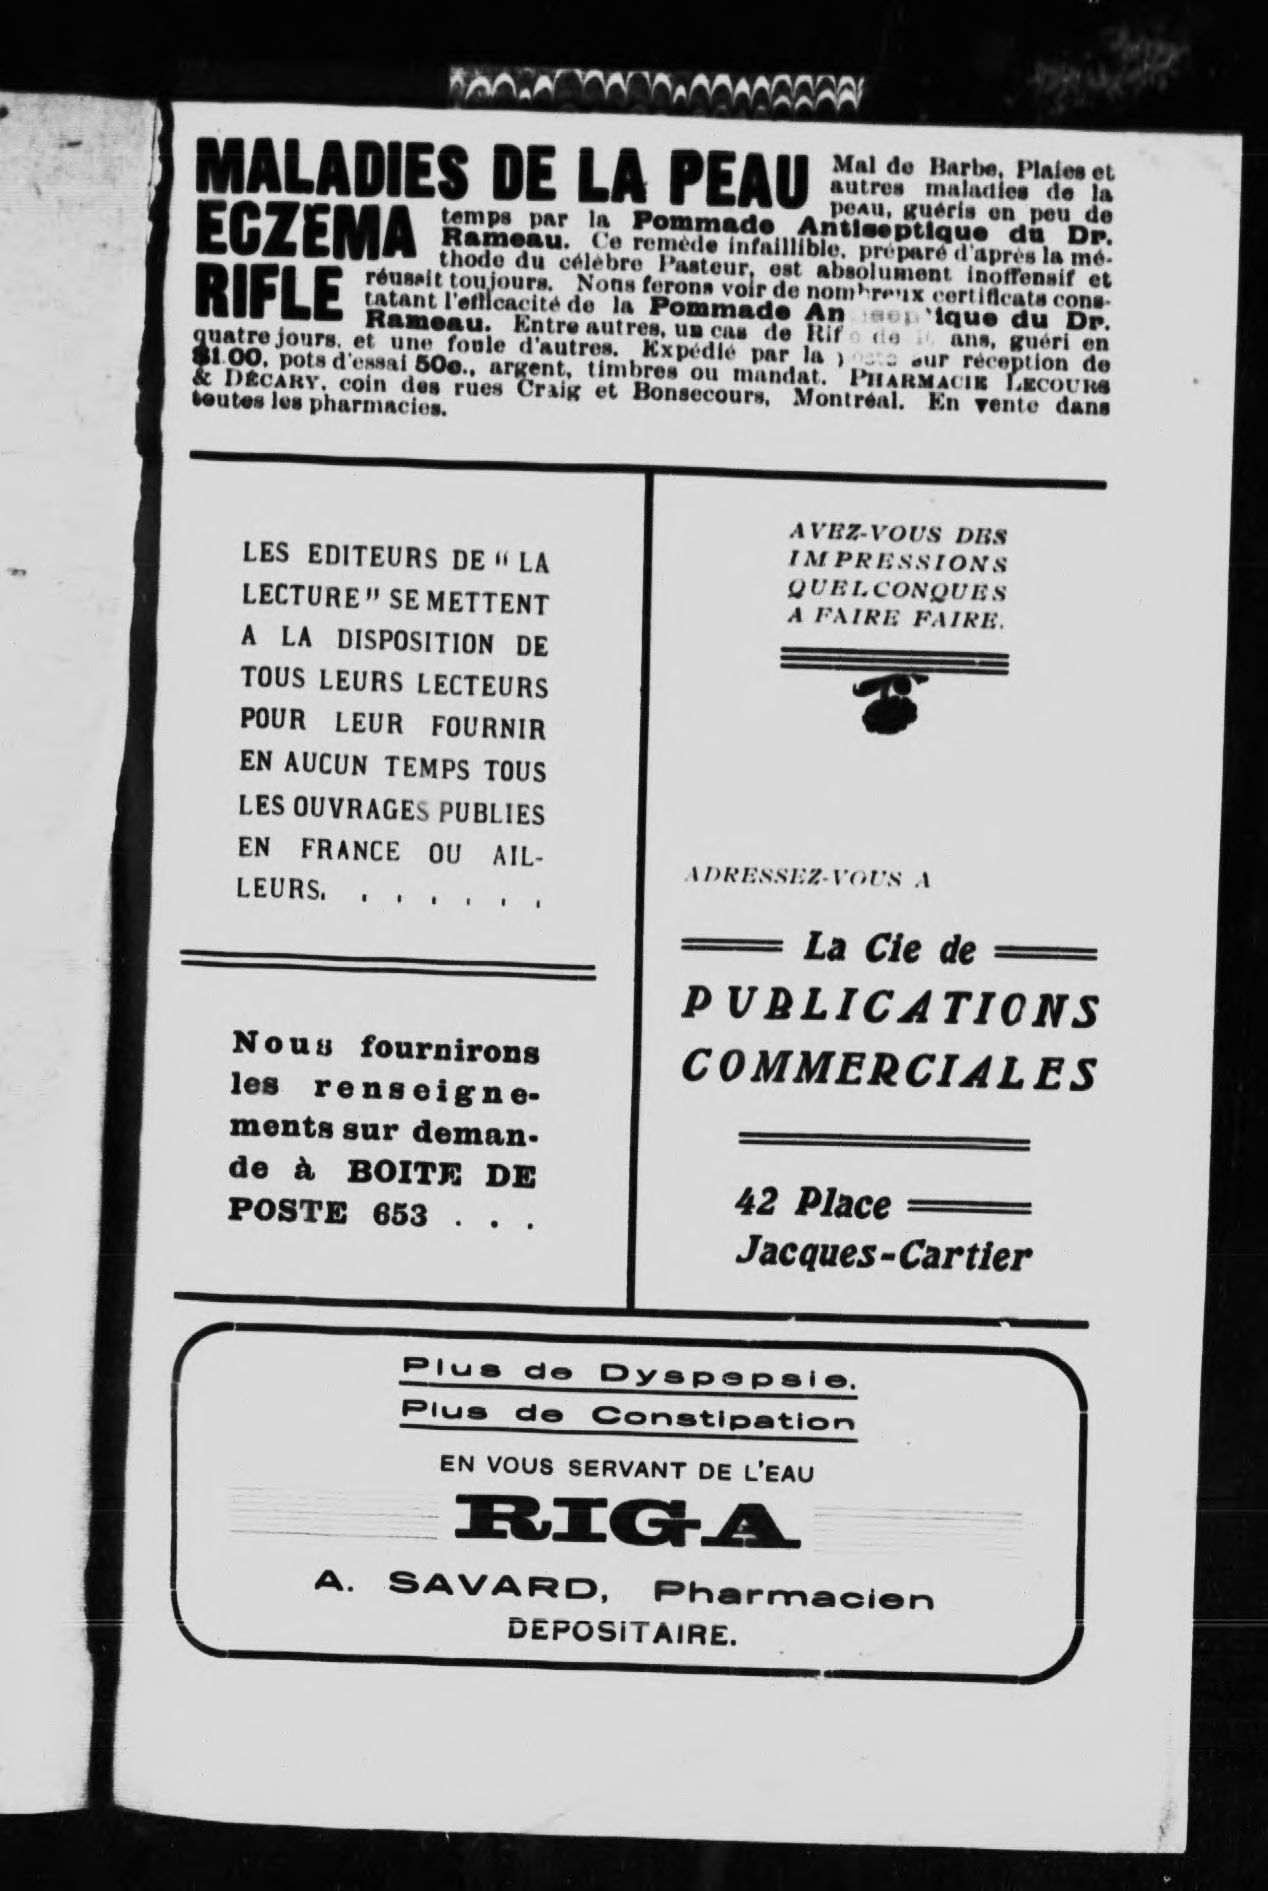 MALADIES DE LA PEAU
ECZEMA
RIFLE
Mal de Barbe, Plaies et
autres maladies de la
peau, guéris en peu de
temps par la Pommade Antiseptique du Dr.
Rameau. Ce remède infaillible, préparé d'après la mé-
thode du célèbre Pasteur, est absolument inoffensif et
réussit toujours. Nous ferons voir de nombreux certificats cons-
tatant l'efficacité de la Pommade Antiseptique du Dr.
Rameau. Entre autres, un cas de Rifle de ans, guéri en
quatre jours, et une foule d'autres. Expédié par la poste sur réception de
$1.00, pots d'essai 50c., argent, timbres ou mandat. PHARMACIE LECOURS
& DÉCARY, coin des rues Craig et Bonsecours, Montréal. En vente dans
toutes les pharmacies.
LES EDITEURS DE "LA
LECTURE" SE METTENT
A LA DISPOSITION DE
TOUS LEURS LECTEURS
POUR LEUR FOURNIR
EN AUCUN TEMPS TOUS
LES OUVRAGES PUBLIES
EN FRANCE OU AIL-
LEURS. . . . . . .
Nous fournirons
les renseigne-
ments sur deman-
de à BOITE DE
POSTE 653 . . .
AVEZ-VOUS DES
IMPRESSIONS
QUELCONQUES
A FAIRE FAIRE.
ADRESSEZ-VOUS A
La Cie de
PUBLICATIONS
COMMERCIALES
42 Place
Jacques-Cartier
Plus de Dyspepsie.
Plus de Constipation
EN VOUS SERVANT DE L'EAU
RIGA
A. SAVARD, Pharmacien
DEPOSITAIRE.